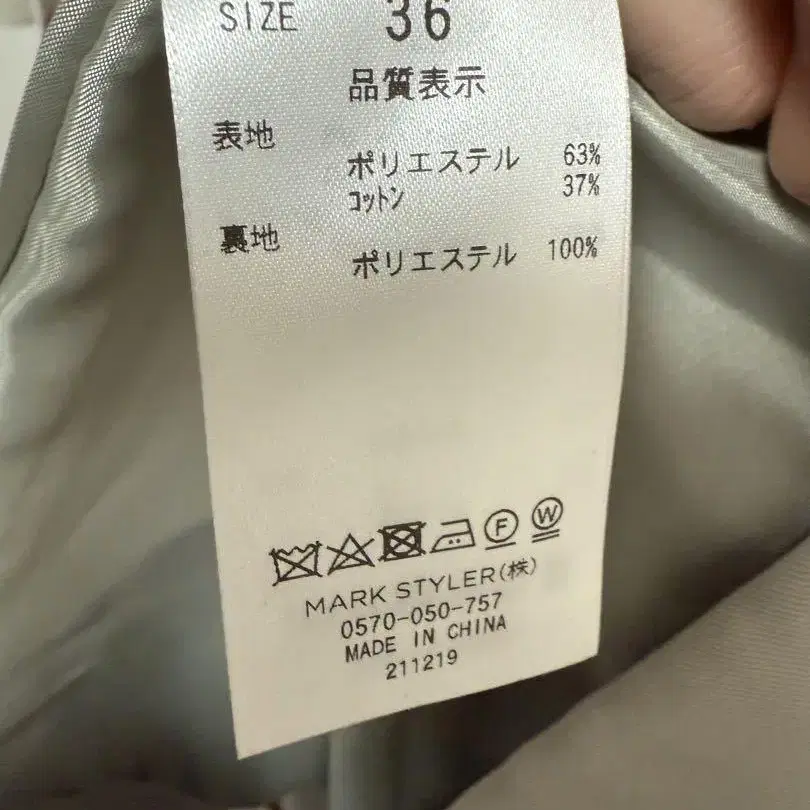 SIZE 36
品質表示
表地
ポリエステル 63%
コットン 37%
裏地
ポリエステル 100%
F W
MARK STYLER(株)
0570-050-757
MADE IN CHINA
211219